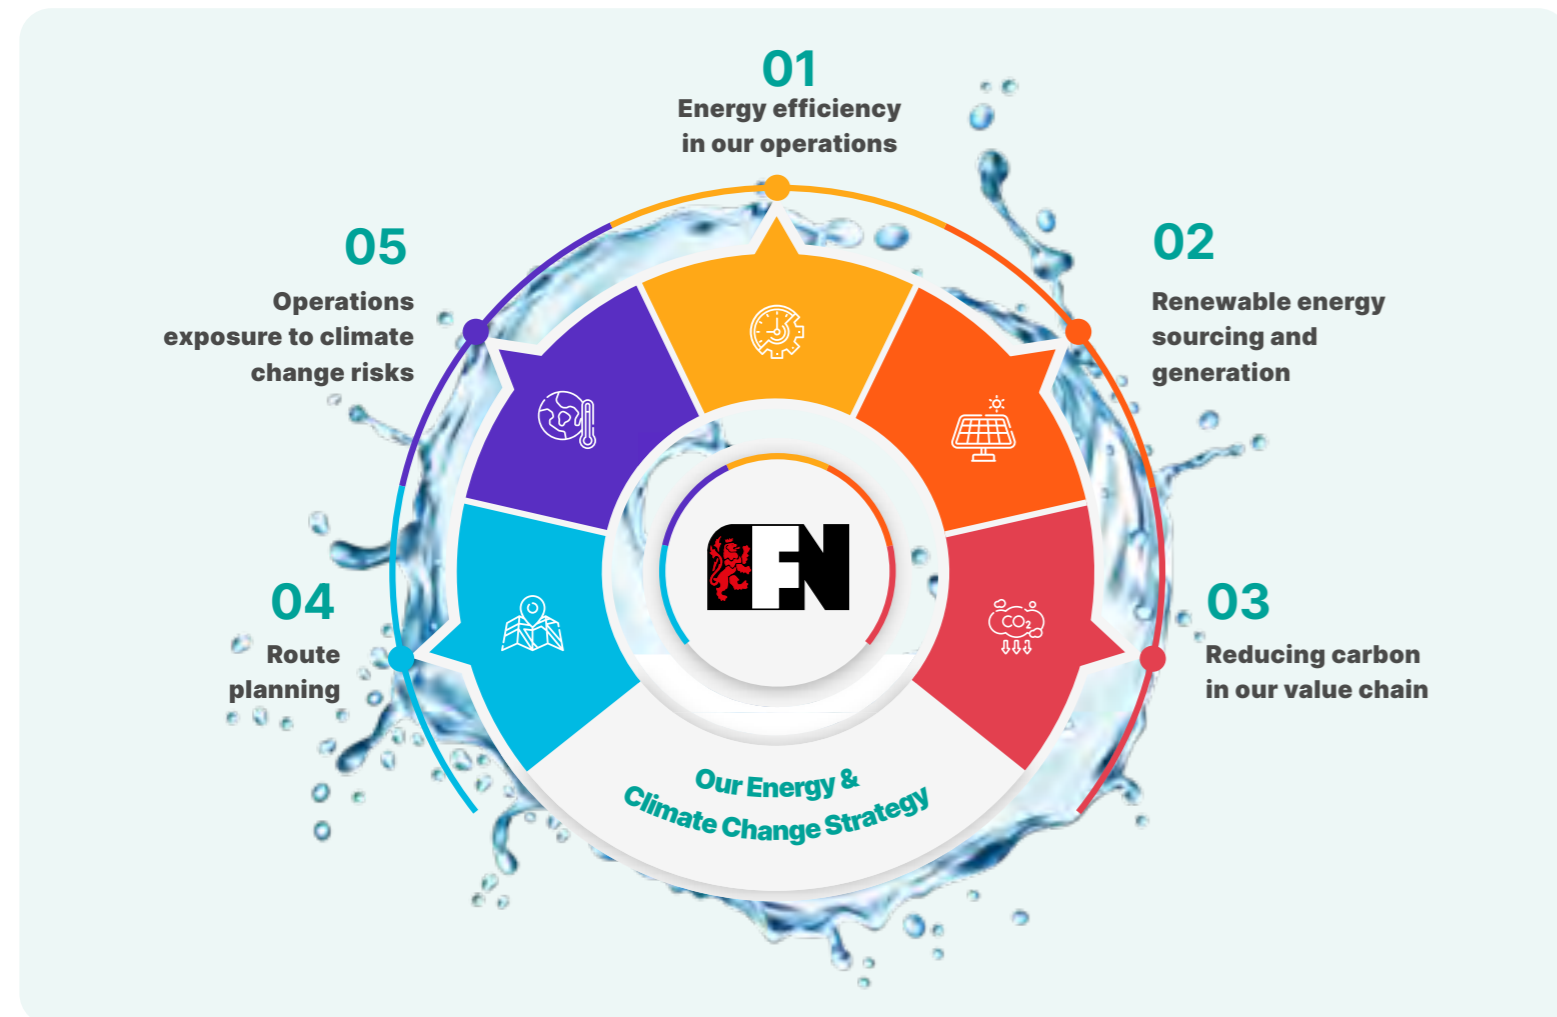 01
Energy efficiency
in our operations
02
Renewable energy
sourcing and
generation
03
Reducing carbon
in our value chain
04
Route
planning
05
Operations
exposure to climate
change risks
CO2
FN
Our Energy &
Climate Change Strategy